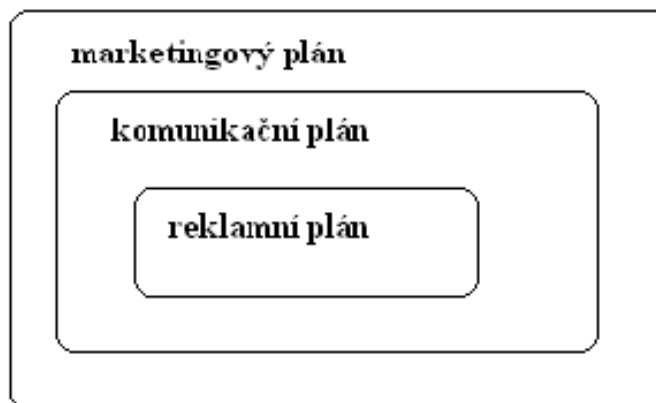 marketingový plán
komunikační plán
reklamní plán